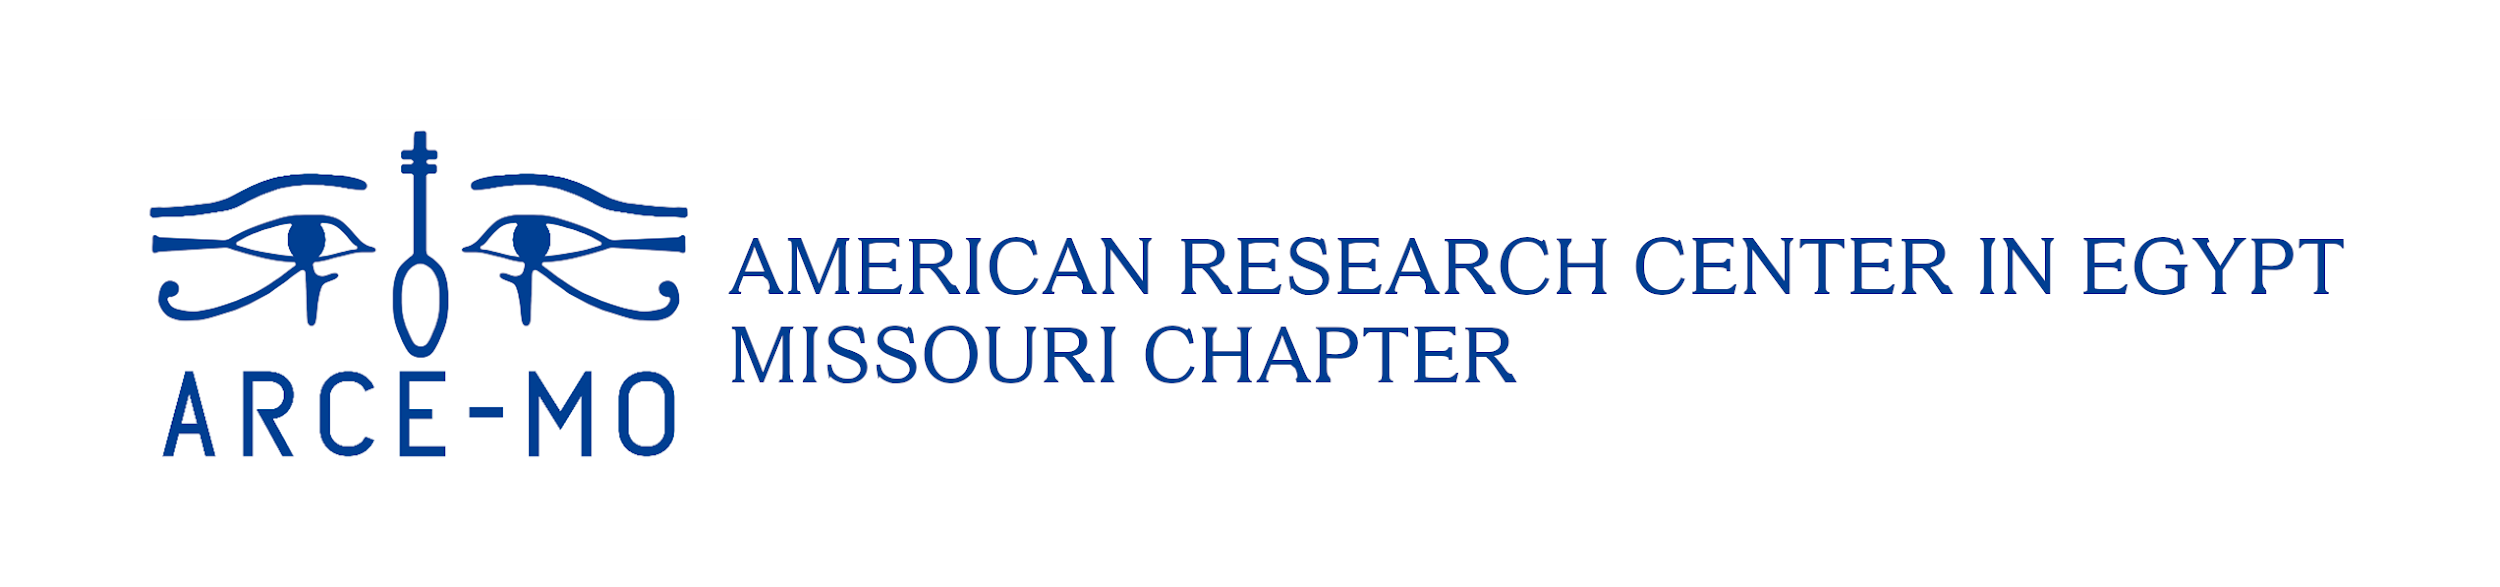 ARCE-MO
AMERICAN RESEARCH CENTER IN EGYPT
MISSOURI CHAPTER